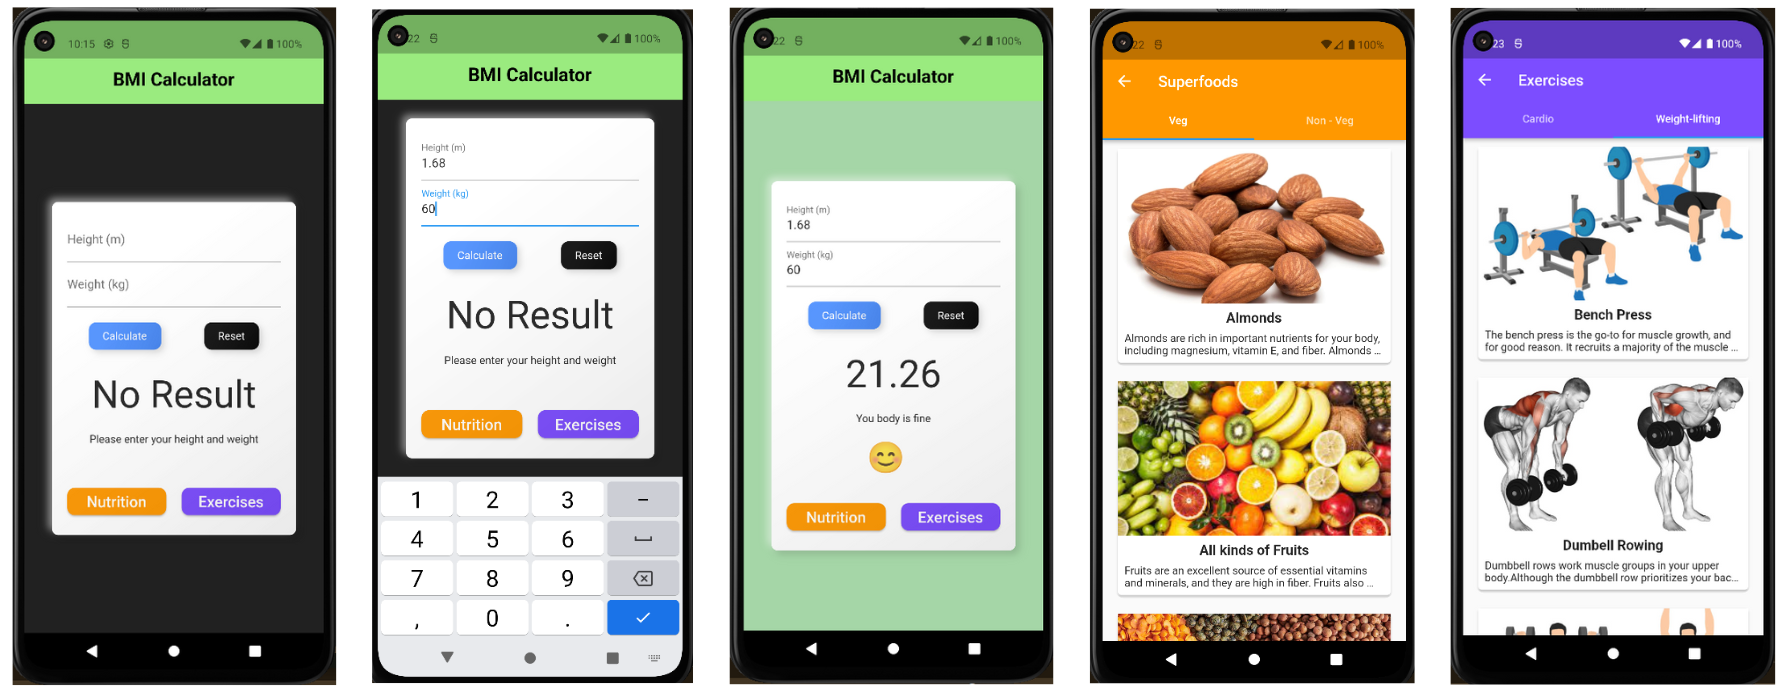 10:15 100%
BMI Calculator
Height (m)
Weight (kg)
Calculate Reset
No Result
Please enter your height and weight
Nutrition Exercises
22 100%
BMI Calculator
Height (m)
1.68
Weight (kg)
60
Calculate Reset
No Result
Please enter your height and weight
Nutrition Exercises
1 2 3 -
4 5 6
7 8 9
, 0 .
22 100%
BMI Calculator
Height (m)
1.68
Weight (kg)
60
Calculate Reset
21.26
You body is fine
Nutrition Exercises
22 100%
Superfoods
Veg Non - Veg
Almonds
Almonds are rich in important nutrients for your body,
including magnesium, vitamin E, and fiber. Almonds ...
All kinds of Fruits
Fruits are an excellent source of essential vitamins
and minerals, and they are high in fiber. Fruits also ...
23 100%
Exercises
Cardio Weight-lifting
Bench Press
The bench press is the go-to for muscle growth, and
for good reason. It recruits a majority of the muscle ...
Dumbell Rowing
Dumbbell rows work muscle groups in your upper
body.Although the dumbbell row prioritizes your bac...